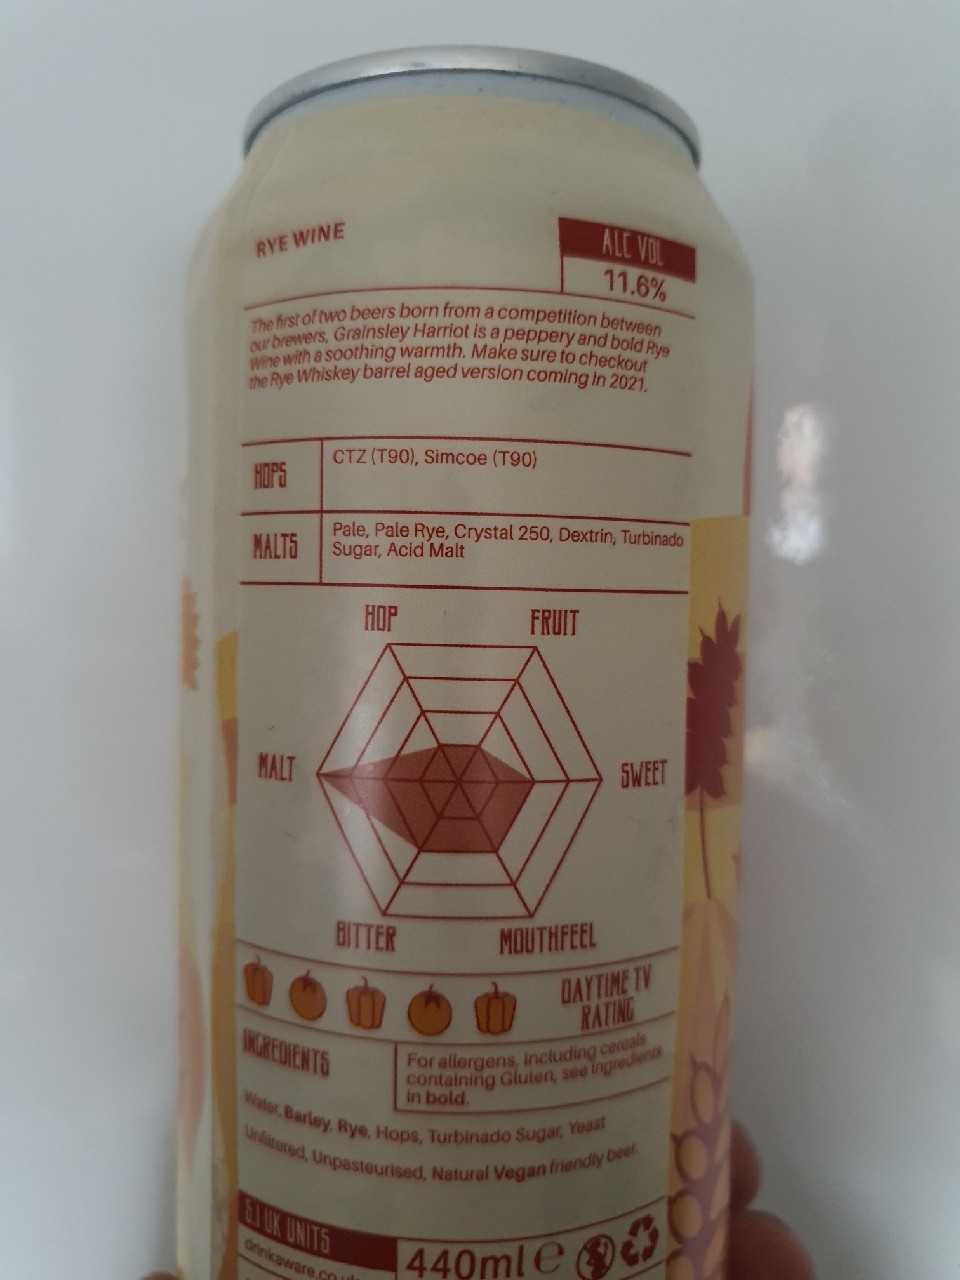 RYE WINE
ALC VOL
11.6%
The first of two beers born from a competition between
our brewers, Grainsley Harriot is a peppery and bold Rye
Wine with a soothing warmth. Make sure to checkout
the Rye Whiskey barrel aged version coming in 2021.
HOPS
CTZ (T90), Simcoe (T90)
MALTS
Pale, Pale Rye, Crystal 250, Dextrin, Turbinado
Sugar, Acid Malt
HOP
FRUIT
MALT
SWEET
BITTER
MOUTHFEEL
DAYTIME TV
RATING
INGREDIENTS
For allergens, including cereals
containing Gluten, see ingredients
in bold.
Water, Barley, Rye, Hops, Turbinado Sugar, Yeast
Unfiltered, Unpasteurised, Natural Vegan friendly beer.
5.1 UK UNITS
440ml e